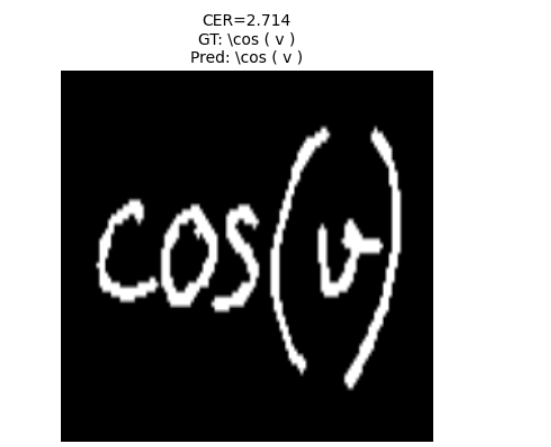 CER=2.714
GT: \cos ( v )
Pred: \cos ( v )
cos(v)